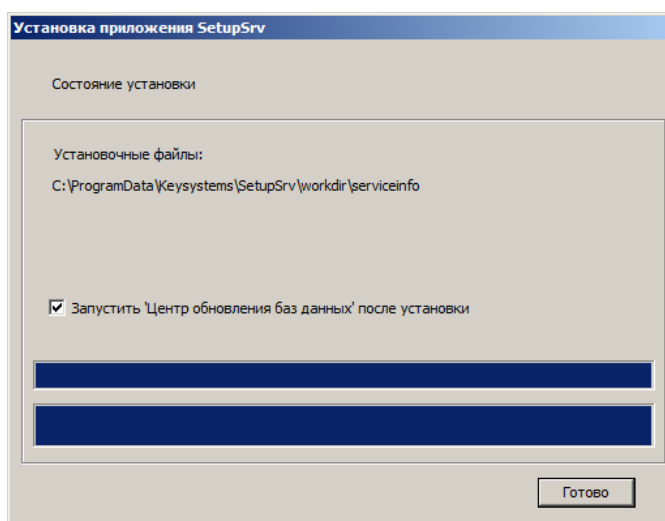 Установка приложения SetupSrv
Состояние установки
Установочные файлы:
C:\ProgramData\Keysystems\SetupSrv\workdir\serviceinfo
Запустить 'Центр обновления баз данных' после установки
Готово